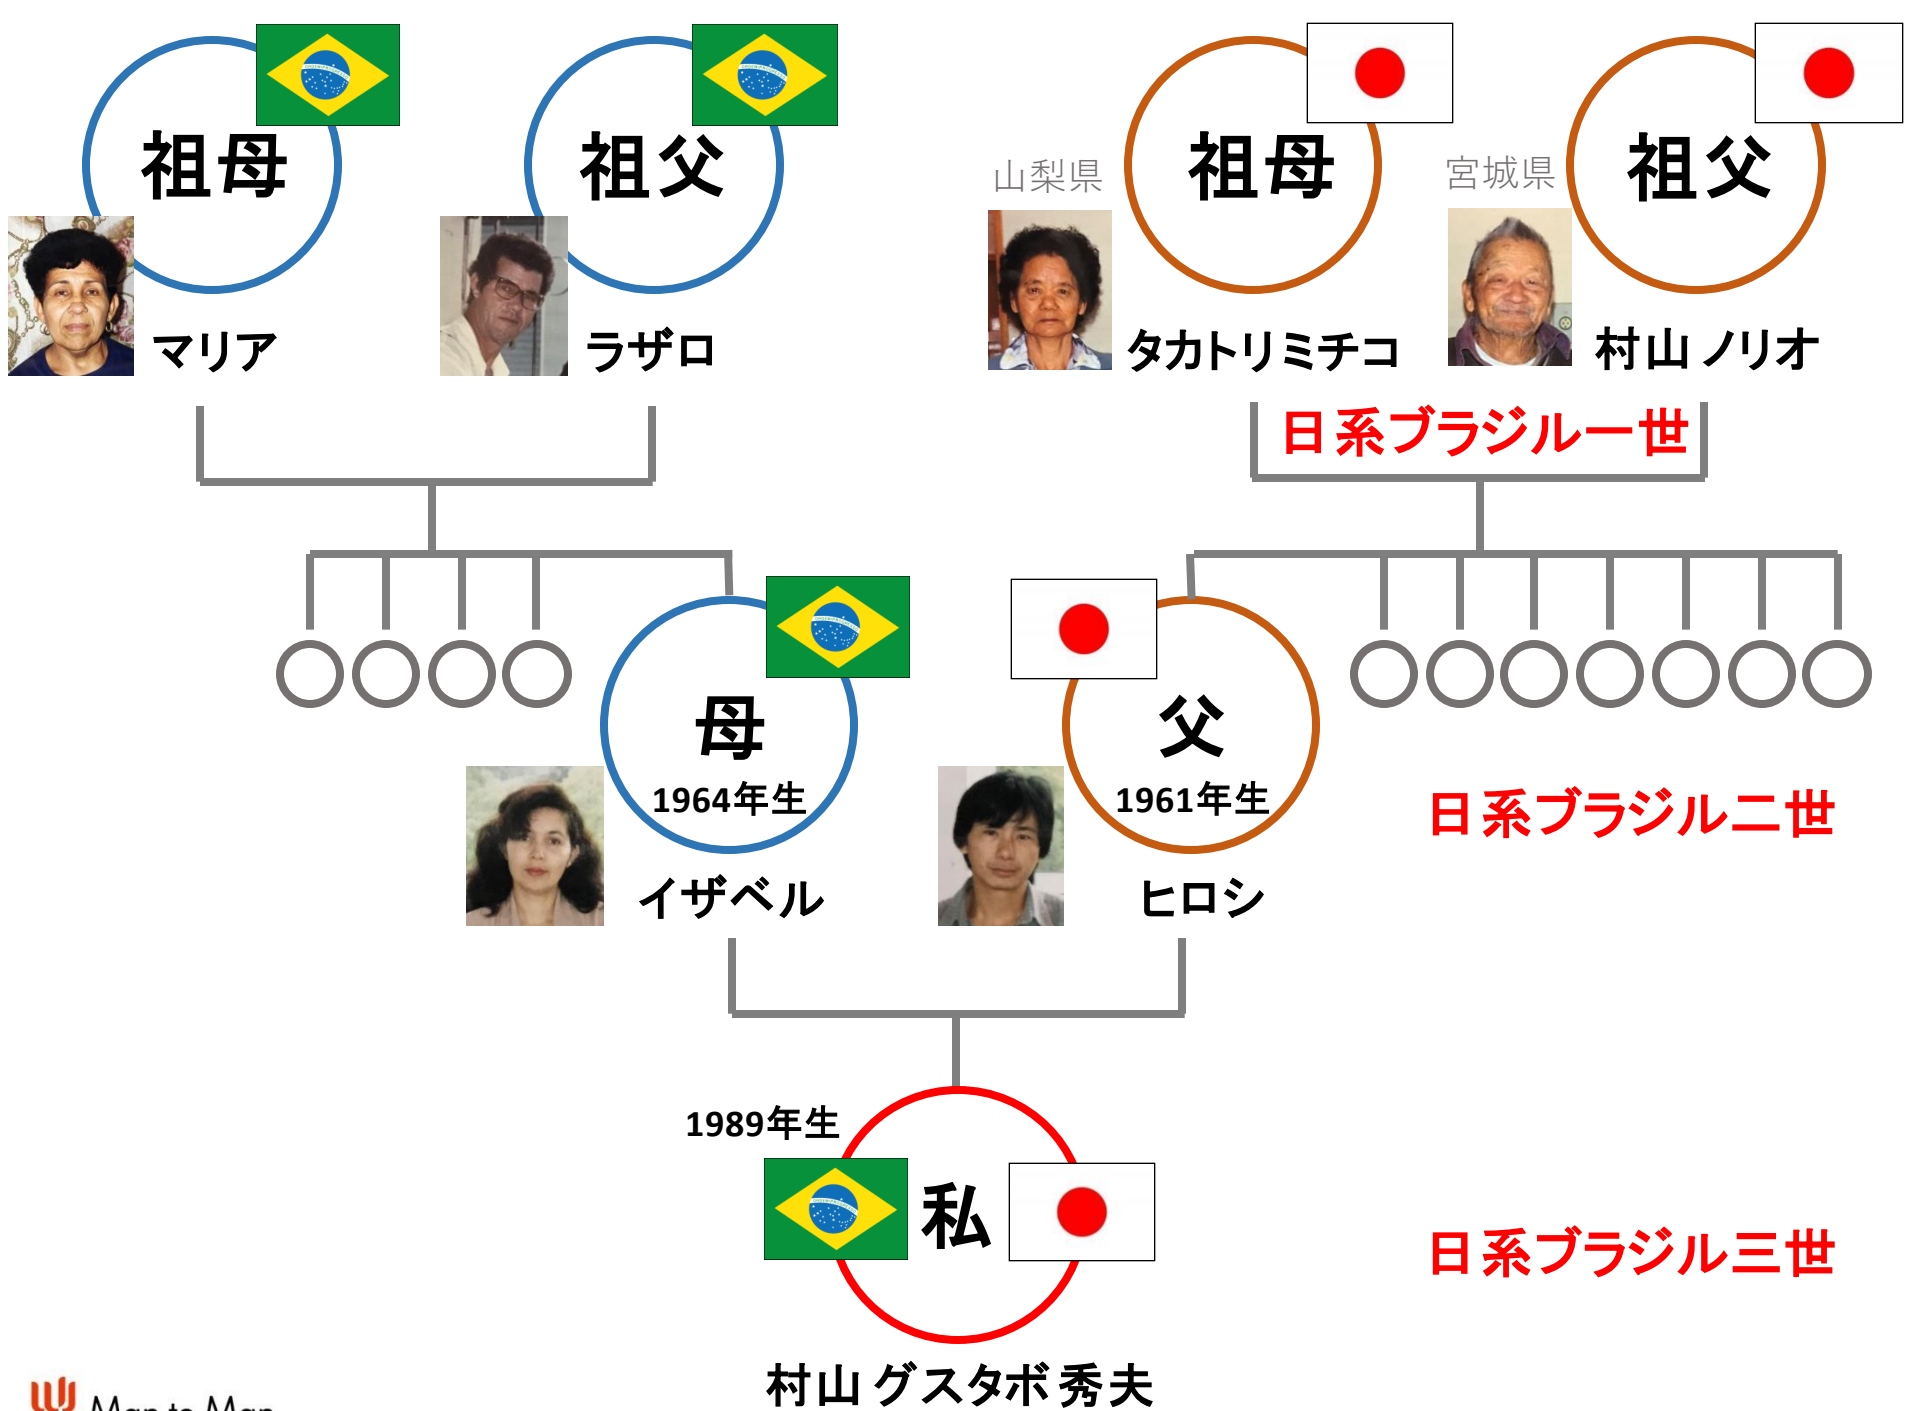 祖母
祖父
祖母
祖父
山梨県
宮城県
マリア
ラザロ
タカトリミチコ
村山 ノリオ
日系ブラジル一世
母
1964年生
父
1961年生
イザベル
ヒロシ
日系ブラジル二世
1989年生
私
日系ブラジル三世
村山 グスタボ 秀夫
Man to Man